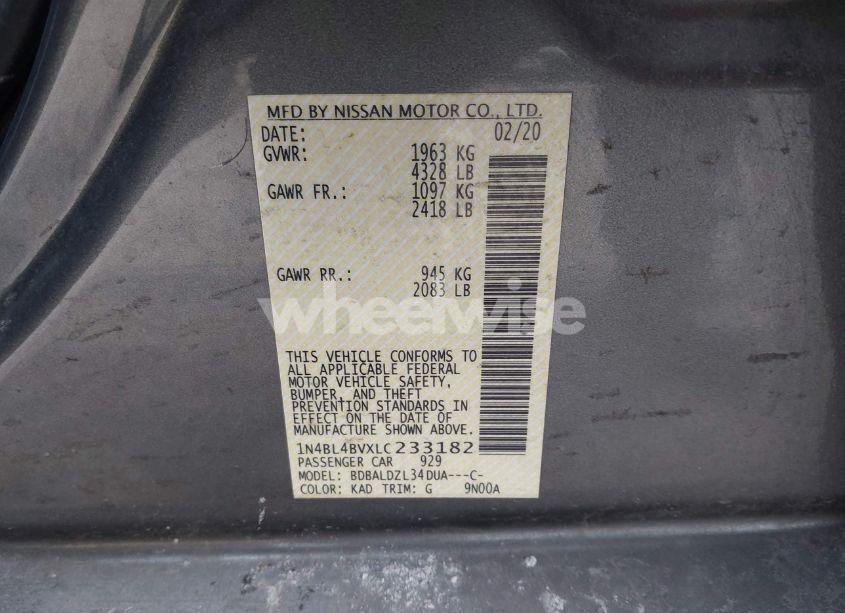 MFD BY NISSAN MOTOR CO., LTD.
DATE: 02/20
GVWR: 1963 KG
4328 LB
GAWR FR.: 1097 KG
2418 LB
GAWR RR.: 945 KG
2083 LB
wheelwise
THIS VEHICLE CONFORMS TO
ALL APPLICABLE FEDERAL
MOTOR VEHICLE SAFETY,
BUMPER, AND THEFT
PREVENTION STANDARDS IN
EFFECT ON THE DATE OF
MANUFACTURE SHOWN ABOVE.
1N4BL4BVXLC233182
PASSENGER CAR 929
MODEL: BDBALDZL34DUA---C-
COLOR: KAD TRIM: G 9N00A